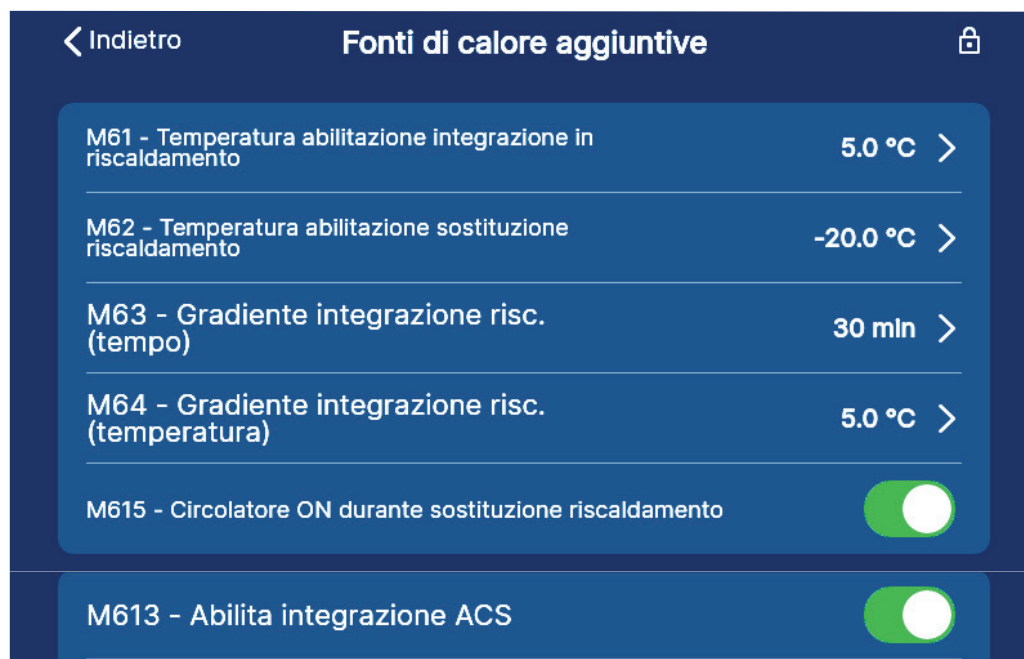 Indietro
Fonti di calore aggiuntive
M61 - Temperatura abilitazione integrazione in
riscaldamento
5.0 °C
M62 - Temperatura abilitazione sostituzione
riscaldamento
-20.0 °C
M63 - Gradiente integrazione risc.
(tempo)
30 min
M64 - Gradiente integrazione risc.
(temperatura)
5.0 °C
M615 - Circolatore ON durante sostituzione riscaldamento
M613 - Abilita integrazione ACS